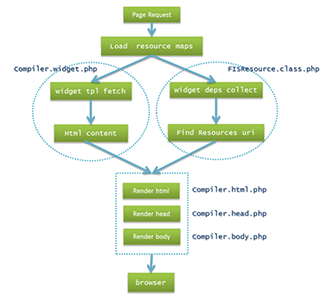 Page Request
Load resource maps
Compiler.widget.php
FISResource.class.php
widget tpl fetch
widget deps collect
Html content
Find Resources uri
Render html
Compiler.html.php
Render head
Compiler.head.php
Render body
Compiler.body.php
browser